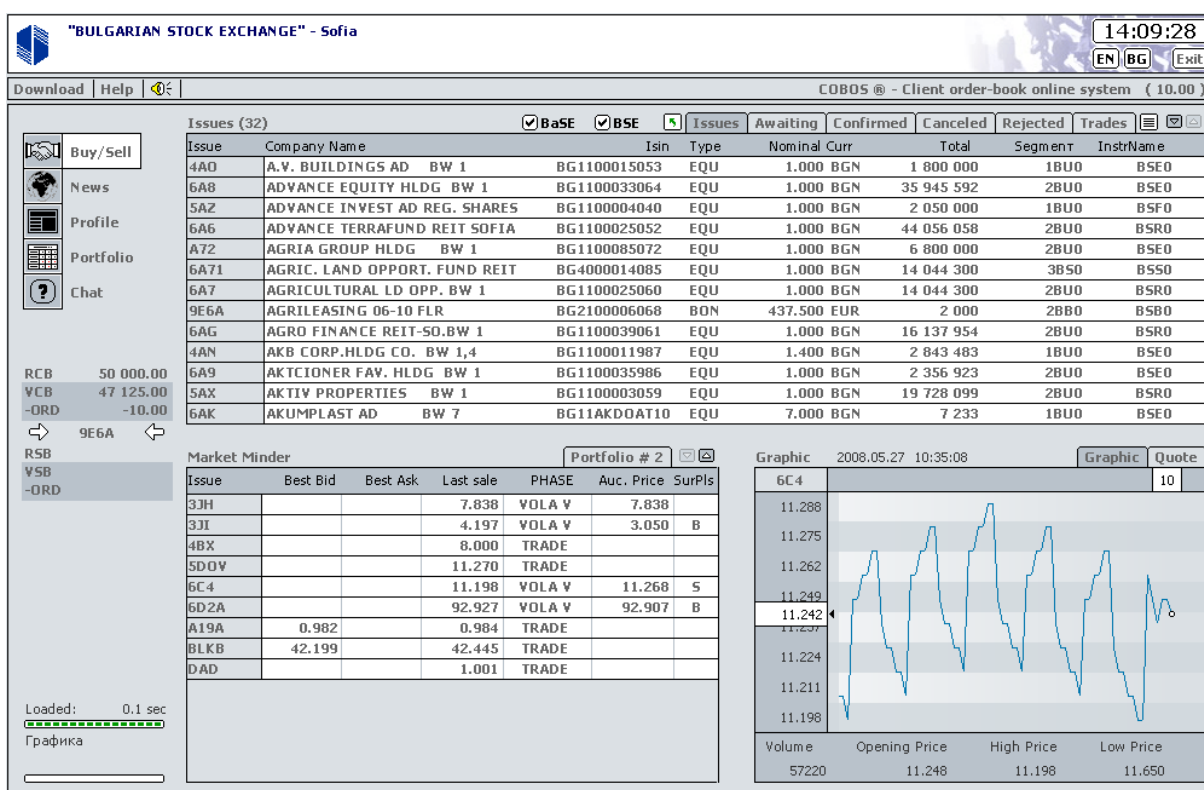 "BULGARIAN STOCK EXCHANGE" - Sofia
14:09:28
EN BG Exit
Download Help
COBOS ® - Client order-book online system ( 10.00 )
Issues (32) BaSE BSE Issues Awaiting Confirmed Canceled Rejected Trades
Issue Company Name Isin Type Nominal Curr Total Segment InstrName
4AO A.V. BUILDINGS AD BW 1 BG1100015053 EQU 1.000 BGN 1 800 000 1BU0 BSE0
6A8 ADVANCE EQUITY HLDG BW 1 BG1100033064 EQU 1.000 BGN 35 945 592 2BU0 BSE0
5AZ ADVANCE INVEST AD REG. SHARES BG1100004040 EQU 1.000 BGN 2 050 000 1BU0 BSF0
6A6 ADVANCE TERRAFUND REIT SOFIA BG1100025052 EQU 1.000 BGN 44 056 058 2BU0 BSR0
A72 AGRIA GROUP HLDG BW 1 BG1100085072 EQU 1.000 BGN 6 800 000 2BU0 BSE0
6A71 AGRIC. LAND OPPORT. FUND REIT BG4000014085 EQU 1.000 BGN 14 044 300 3BS0 BSS0
6A7 AGRICULTURAL LD OPP. BW 1 BG1100025060 EQU 1.000 BGN 14 044 300 2BU0 BSR0
9E6A AGRILEASING 06-10 FLR BG2100006068 BON 437.500 EUR 2 000 2BB0 BSB0
6AG AGRO FINANCE REIT-SO.BW 1 BG1100039061 EQU 1.000 BGN 16 137 954 2BU0 BSR0
4AN AKB CORP.HLDG CO. BW 1,4 BG1100011987 EQU 1.400 BGN 2 843 483 1BU0 BSE0
6A9 AKTCIONER FAV. HLDG BW 1 BG1100035986 EQU 1.000 BGN 2 356 923 2BU0 BSE0
5AX AKTIV PROPERTIES BW 1 BG1100003059 EQU 1.000 BGN 19 728 099 2BU0 BSR0
6AK AKUMPLAST AD BW 7 BG11AKDOAT10 EQU 7.000 BGN 7 233 1BU0 BSE0
Buy/Sell
News
Profile
Portfolio
Chat
RCB 50 000.00
VCB 47 125.00
-ORD -10.00
9E6A
RSB
VSB
-ORD
Loaded: 0.1 sec
Графика
Market Minder Portfolio # 2
Issue Best Bid Best Ask Last sale PHASE Auc. Price SurPls
3JH 7.838 VOLA V 7.838
3JI 4.197 VOLA V 3.050 B
4BX 8.000 TRADE
5DOV 11.270 TRADE
6C4 11.198 VOLA V 11.268 S
6D2A 92.927 VOLA V 92.907 B
A19A 0.982 0.984 TRADE
BLKB 42.199 42.445 TRADE
DAD 1.001 TRADE
Graphic 2008.05.27 10:35:08 Graphic Quote
6C4 10
11.288
11.275
11.262
11.249
11.242
11.237
11.224
11.211
11.198
Volume Opening Price High Price Low Price
57220 11.248 11.198 11.650